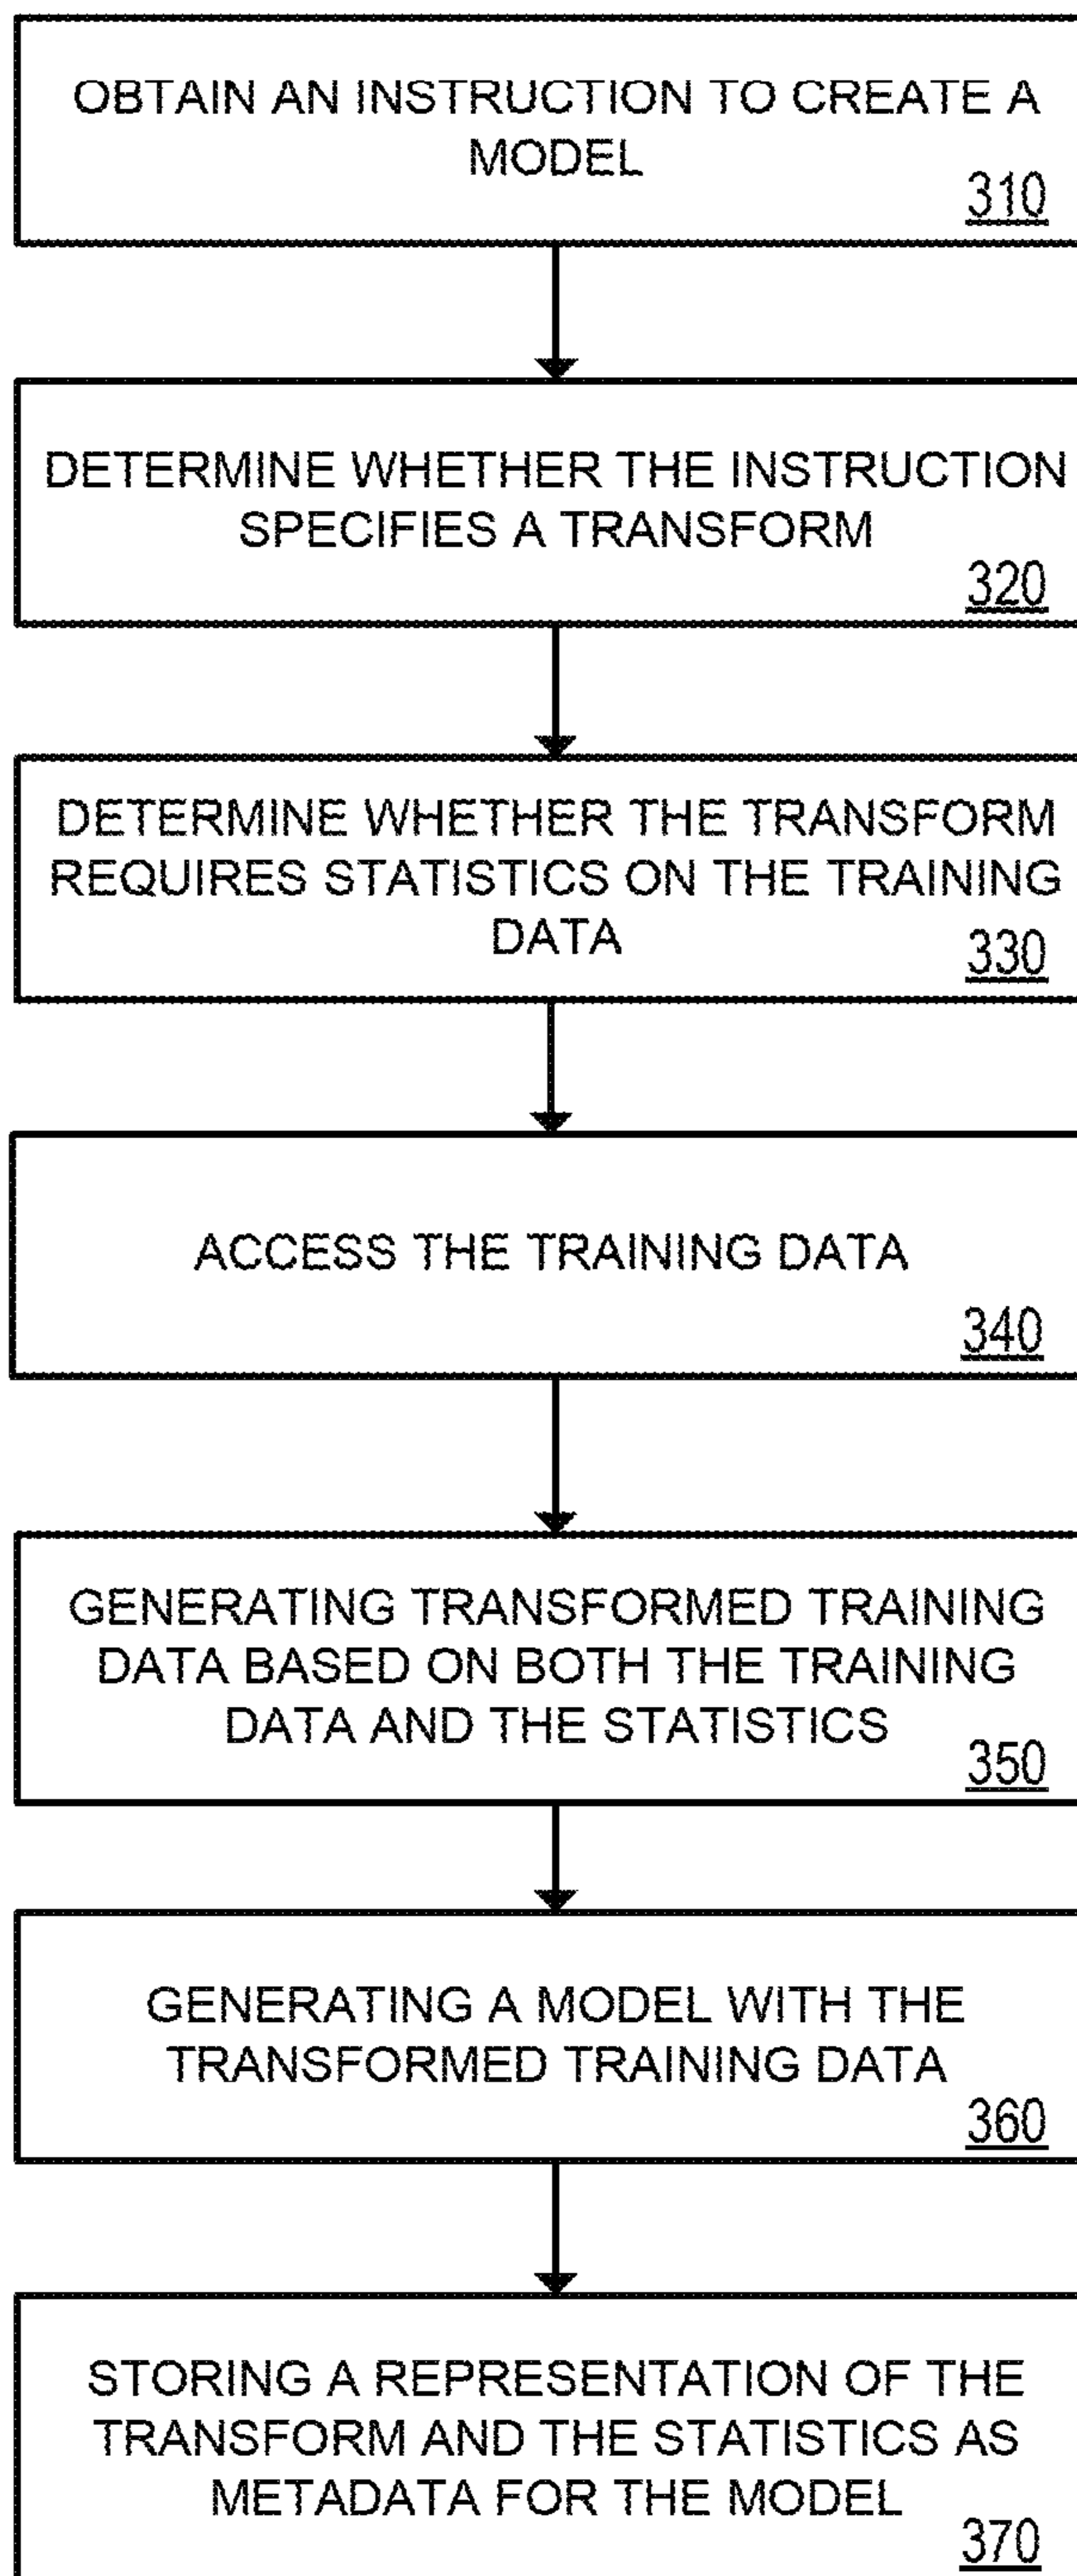 OBTAIN AN INSTRUCTION TO CREATE A
MODEL
310
DETERMINE WHETHER THE INSTRUCTION
SPECIFIES A TRANSFORM
320
DETERMINE WHETHER THE TRANSFORM
REQUIRES STATISTICS ON THE TRAINING
DATA
330
ACCESS THE TRAINING DATA
340
GENERATING TRANSFORMED TRAINING
DATA BASED ON BOTH THE TRAINING
DATA AND THE STATISTICS
350
GENERATING A MODEL WITH THE
TRANSFORMED TRAINING DATA
360
STORING A REPRESENTATION OF THE
TRANSFORM AND THE STATISTICS AS
METADATA FOR THE MODEL
370